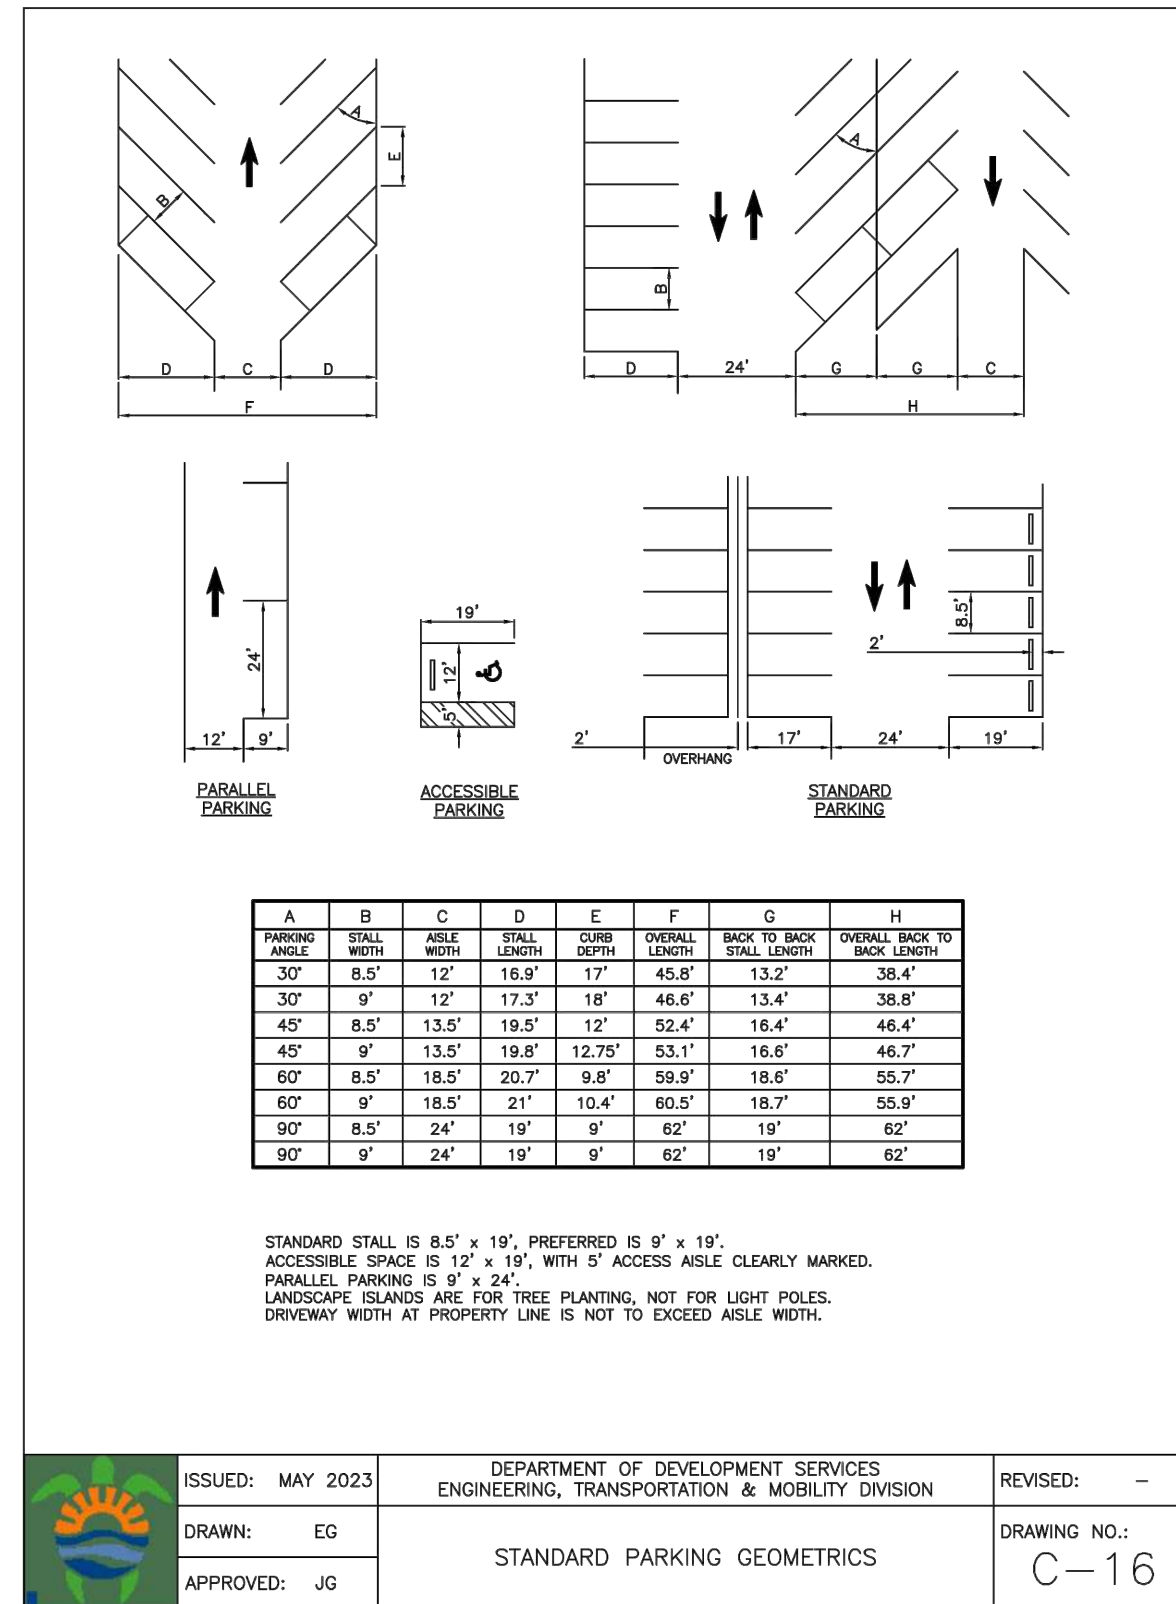 A
E
B
D C D
F
A
B
D 24' G G C
H
24'
12' 9'
PARALLEL
PARKING
19'
12'
5'
ACCESSIBLE
PARKING
8.5'
2'
2' 17' 24' 19'
OVERHANG
STANDARD
PARKING
A B C D E F G H
PARKING ANGLE STALL WIDTH AISLE WIDTH STALL LENGTH CURB DEPTH OVERALL LENGTH BACK TO BACK STALL LENGTH OVERALL BACK TO BACK LENGTH
30° 8.5' 12' 16.9' 17' 45.8' 13.2' 38.4'
30° 9' 12' 17.3' 18' 46.6' 13.4' 38.8'
45° 8.5' 13.5' 19.5' 12' 52.4' 16.4' 46.4'
45° 9' 13.5' 19.8' 12.75' 53.1' 16.6' 46.7'
60° 8.5' 18.5' 20.7' 9.8' 59.9' 18.6' 55.7'
60° 9' 18.5' 21' 10.4' 60.5' 18.7' 55.9'
90° 8.5' 24' 19' 9' 62' 19' 62'
90° 9' 24' 19' 9' 62' 19' 62'
STANDARD STALL IS 8.5' x 19', PREFERRED IS 9' x 19'.
ACCESSIBLE SPACE IS 12' x 19', WITH 5' ACCESS AISLE CLEARLY MARKED.
PARALLEL PARKING IS 9' x 24'.
LANDSCAPE ISLANDS ARE FOR TREE PLANTING, NOT FOR LIGHT POLES.
DRIVEWAY WIDTH AT PROPERTY LINE IS NOT TO EXCEED AISLE WIDTH.
ISSUED: MAY 2023
DRAWN: EG
APPROVED: JG
DEPARTMENT OF DEVELOPMENT SERVICES
ENGINEERING, TRANSPORTATION & MOBILITY DIVISION
STANDARD PARKING GEOMETRICS
REVISED: –
DRAWING NO.:
C–16